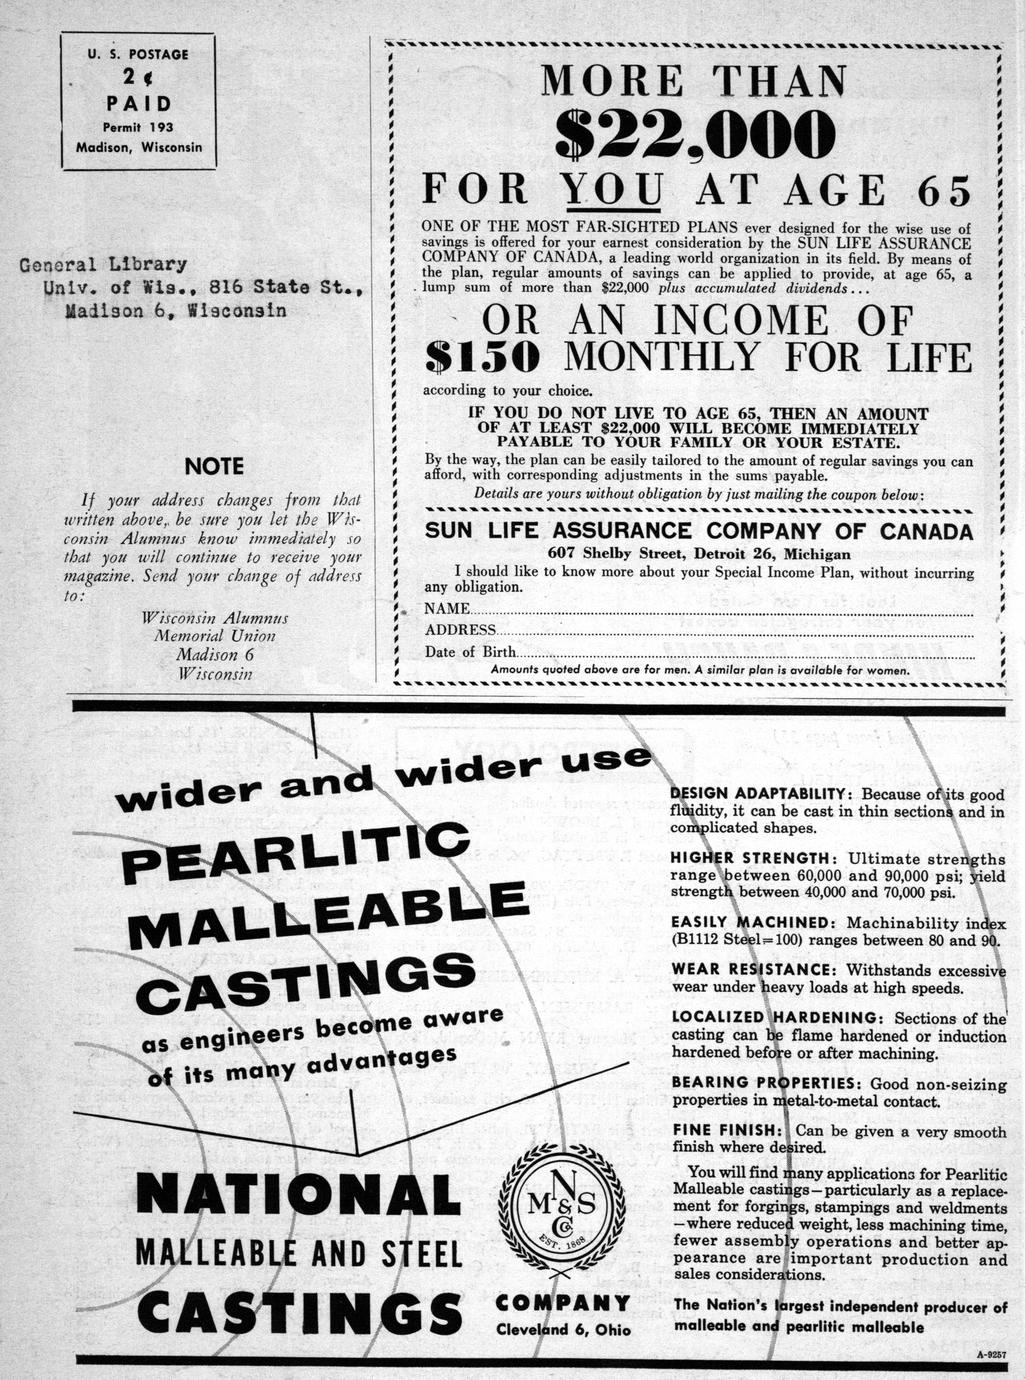 U. S. POSTAGE
2 ¢
PAID
Permit 193
Madison, Wisconsin
General Library
Univ. of Wis., 816 State St.,
Madison 6, Wisconsin
NOTE
If your address changes from that
written above, be sure you let the Wis-
consin Alumnus know immediately so
that you will continue to receive your
magazine. Send your change of address
to:
Wisconsin Alumnus
Memorial Union
Madison 6
Wisconsin
MORE THAN
$22,000
FOR YOU AT AGE 65
ONE OF THE MOST FAR-SIGHTED PLANS ever designed for the wise use of
savings is offered for your earnest consideration by the SUN LIFE ASSURANCE
COMPANY OF CANADA, a leading world organization in its field. By means of
the plan, regular amounts of savings can be applied to provide, at age 65, a
lump sum of more than $22,000 plus accumulated dividends...
OR AN INCOME OF
$150 MONTHLY FOR LIFE
according to your choice.
IF YOU DO NOT LIVE TO AGE 65, THEN AN AMOUNT
OF AT LEAST $22,000 WILL BECOME IMMEDIATELY
PAYABLE TO YOUR FAMILY OR YOUR ESTATE.
By the way, the plan can be easily tailored to the amount of regular savings you can
afford, with corresponding adjustments in the sums payable.
Details are yours without obligation by just mailing the coupon below:
SUN LIFE ASSURANCE COMPANY OF CANADA
607 Shelby Street, Detroit 26, Michigan
I should like to know more about your Special Income Plan, without incurring
any obligation.
NAME
ADDRESS
Date of Birth
Amounts quoted above are for men. A similar plan is available for women.
wider and wider use
PEARLITIC
MALLEABLE
CASTINGS
as engineers become aware
of its many advantages
NATIONAL
MALLEABLE AND STEEL
CASTINGS
N
M & S
Co
EST. 1868
COMPANY
Cleveland 6, Ohio
DESIGN ADAPTABILITY: Because of its good
fluidity, it can be cast in thin sections and in
complicated shapes.
HIGHER STRENGTH: Ultimate strengths
range between 60,000 and 90,000 psi; yield
strength between 40,000 and 70,000 psi.
EASILY MACHINED: Machinability index
(B1112 Steel=100) ranges between 80 and 90.
WEAR RESISTANCE: Withstands excessive
wear under heavy loads at high speeds.
LOCALIZED HARDENING: Sections of the
casting can be flame hardened or induction
hardened before or after machining.
BEARING PROPERTIES: Good non-seizing
properties in metal-to-metal contact.
FINE FINISH: Can be given a very smooth
finish where desired.
You will find many applications for Pearlitic
Malleable castings—particularly as a replace-
ment for forgings, stampings and weldments
—where reduced weight, less machining time,
fewer assembly operations and better ap-
pearance are important production and
sales considerations.
The Nation's largest independent producer of
malleable and pearlitic malleable
A-9257